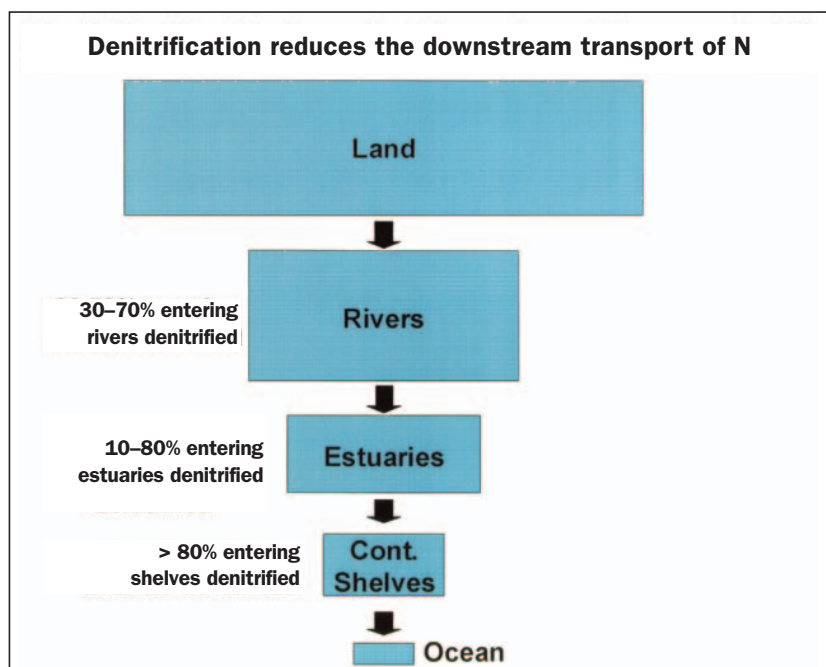 Denitrification reduces the downstream transport of N
Land
30–70% entering
rivers denitrified
Rivers
10–80% entering
estuaries denitrified
Estuaries
> 80% entering
shelves denitrified
Cont.
Shelves
Ocean